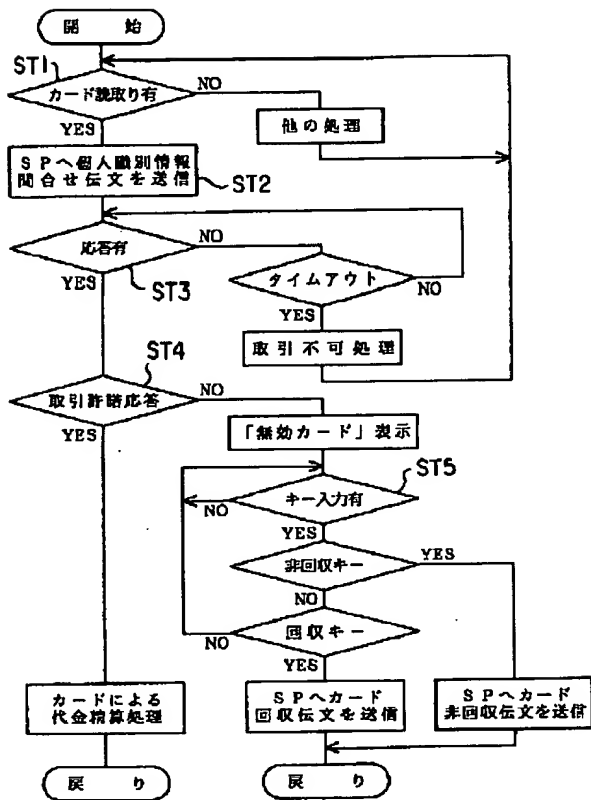 開 始
ST1
カード読取り有
NO
YES
他の処理
SPへ個人識別情報
問合せ伝文を送信
ST2
応答有
NO
YES
ST3
タイムアウト
NO
YES
取引不可処理
ST4
取引許諾応答
NO
YES
「無効カード」表示
ST5
キー入力有
NO
YES
非回収キー
YES
NO
回収キー
NO
YES
カードによる
代金精算処理
SPへカード
回収伝文を送信
SPへカード
非回収伝文を送信
戻 り
戻 り